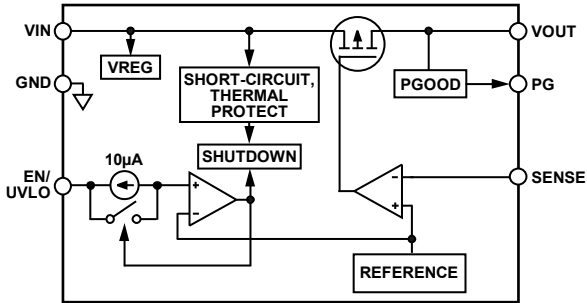 VIN
VOUT
VREG
GND
SHORT-CIRCUIT,
THERMAL
PROTECT
PGOOD
PG
10µA
SHUTDOWN
EN/
UVLO
+
–
–
+
SENSE
REFERENCE